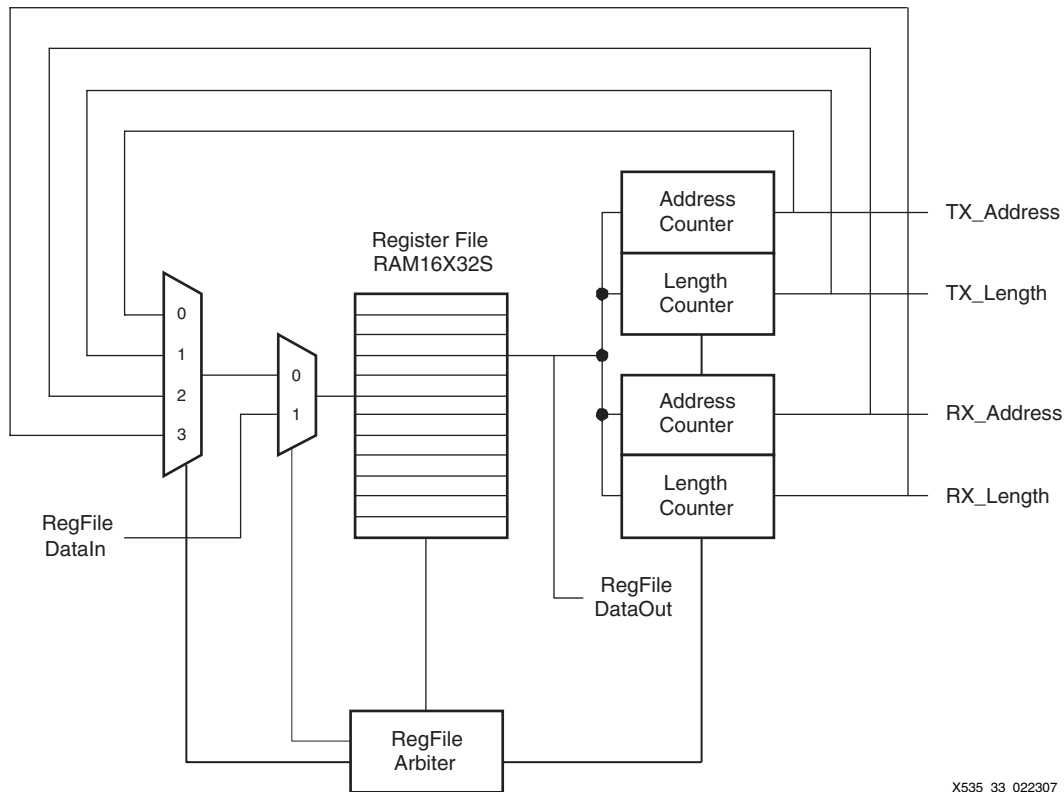 Address
Counter
TX_Address
Register File
RAM16X32S
Length
Counter
TX_Length
0
1
2
3
0
1
Address
Counter
RX_Address
Length
Counter
RX_Length
RegFile
DataIn
RegFile
DataOut
RegFile
Arbiter
X535_33_022307